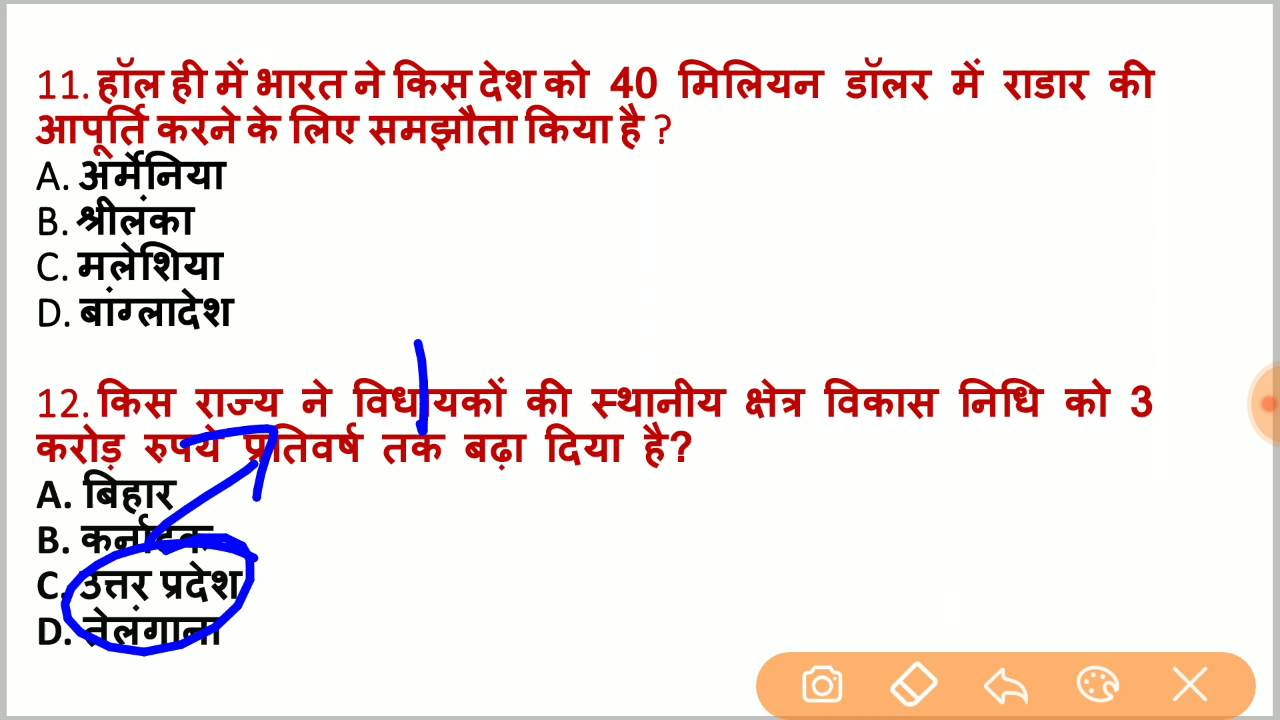 11. हॉल ही में भारत ने किस देश को 40 मिलियन डॉलर में राडार की
आपूर्ति करने के लिए समझौता किया है ?
A. अर्मेनिया
B. श्रीलंका
C. मलेशिया
D. बांग्लादेश
12. किस राज्य ने विधायकों की स्थानीय क्षेत्र विकास निधि को 3
करोड़ रुपये प्रतिवर्ष तक बढ़ा दिया है?
A. बिहार
B. कर्नाटक
C. उत्तर प्रदेश
D. तेलंगाना